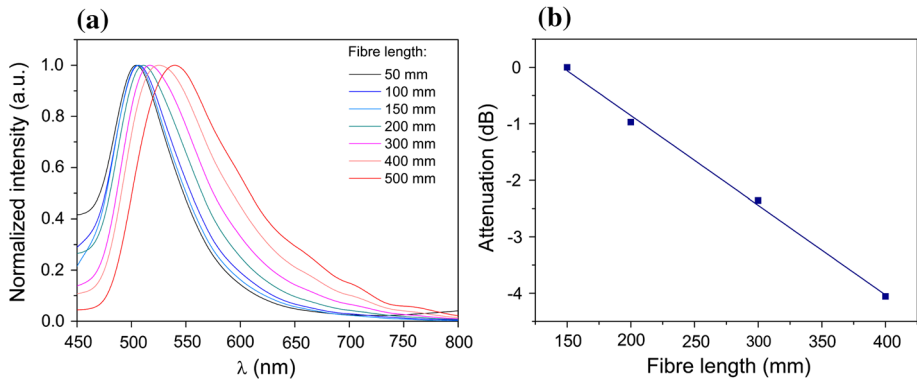 (a)
Normalized intensity (a.u.)
1.0
0.8
0.6
0.4
0.2
0.0
450 500 550 600 650 700 750 800
λ (nm)
Fibre length:
50 mm
100 mm
150 mm
200 mm
300 mm
400 mm
500 mm
(b)
Attenuation (dB)
0
-1
-2
-3
-4
150 200 250 300 350 400
Fibre length (mm)